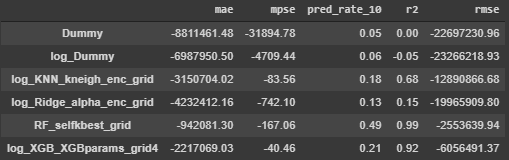 mae mpse pred_rate_10 r2 rmse
Dummy -8811461.48 -31894.78 0.05 0.00 -22697230.96
log_Dummy -6987950.50 -4709.44 0.06 -0.05 -23266218.93
log_KNN_kneigh_enc_grid -3150704.02 -83.56 0.18 0.68 -12890866.68
log_Ridge_alpha_enc_grid -4232412.16 -742.10 0.13 0.15 -19965909.80
RF_selfkbest_grid -942081.30 -167.06 0.49 0.99 -2553639.94
log_XGB_XGBparams_grid4 -2217069.03 -40.46 0.21 0.92 -6056491.37